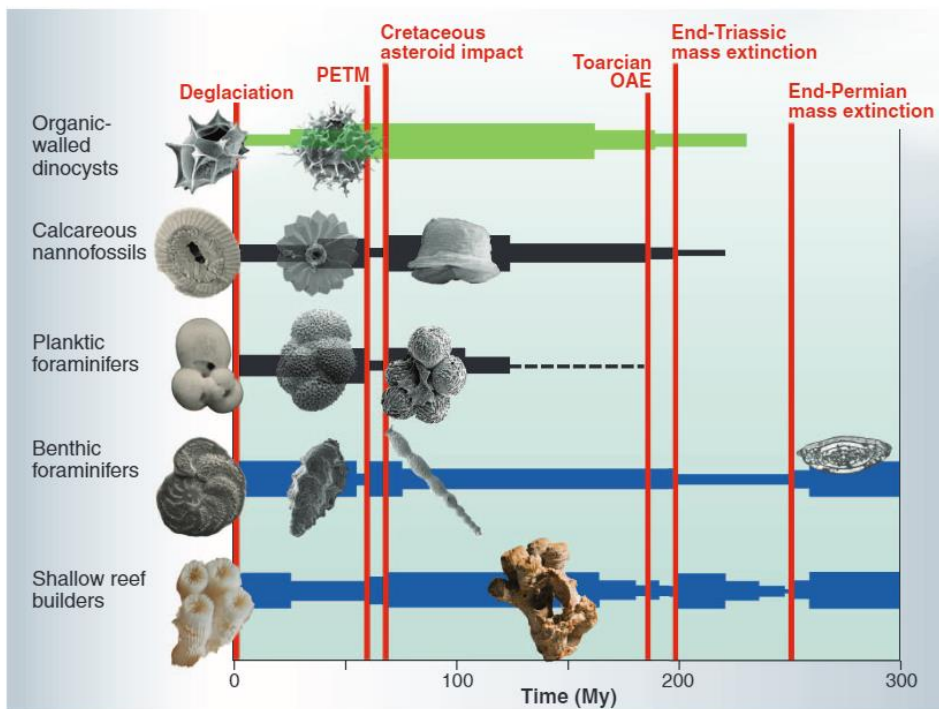 Cretaceous
asteroid impact
End-Triassic
mass extinction
PETM
Toarcian
OAE
Deglaciation
End-Permian
mass extinction
Organic-
walled
dinocysts
Calcareous
nannofossils
Planktic
foraminifers
Benthic
foraminifers
Shallow reef
builders
0
100
200
300
Time (My)